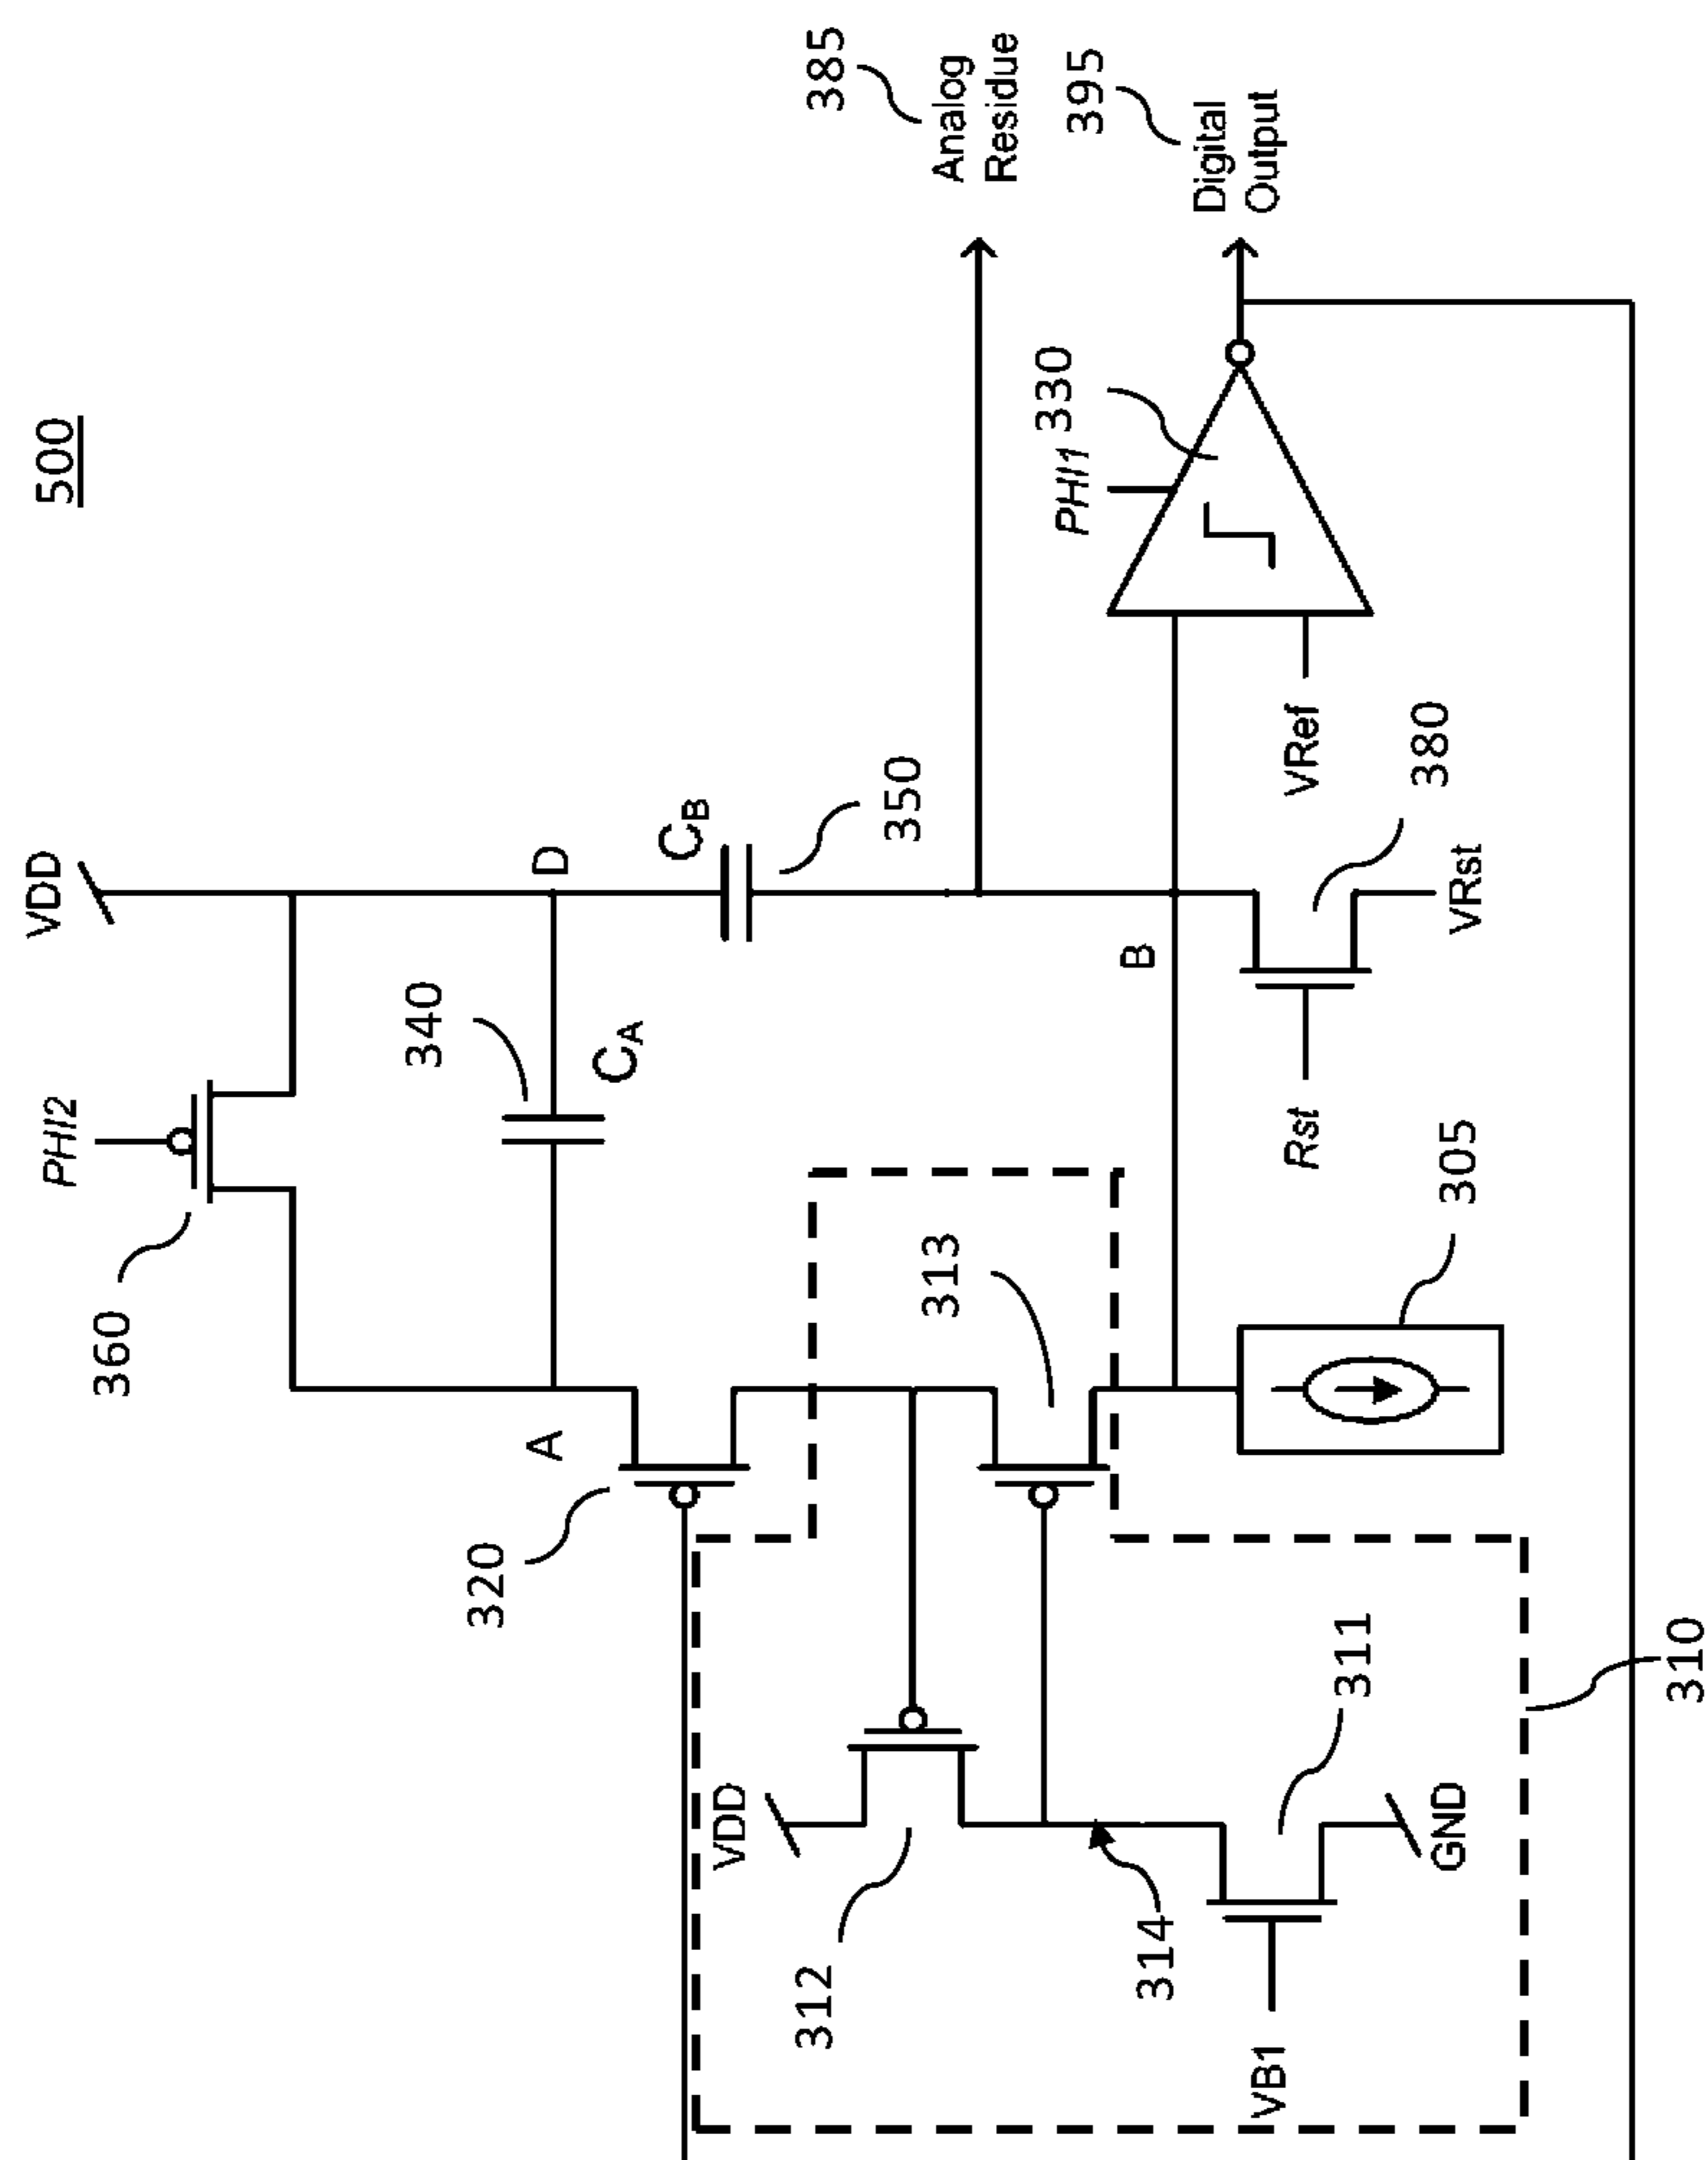 500
VDD
PHI2
360
340
CA
D
CB
350
385
Analog
Residue
395
Digital
Output
PHI1
330
A
320
313
B
VRef
380
VRst
Rst
305
VDD
312
314
311
VB1
GND
310